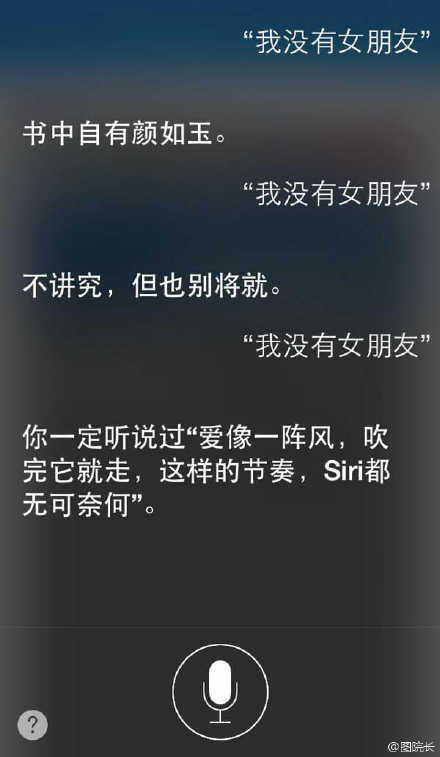 “我没有女朋友”
书中自有颜如玉。
“我没有女朋友”
不讲究，但也别将就。
“我没有女朋友”
你一定听说过“爱像一阵风，吹
完它就走，这样的节奏，Siri都
无可奈何”。
?
@图院长